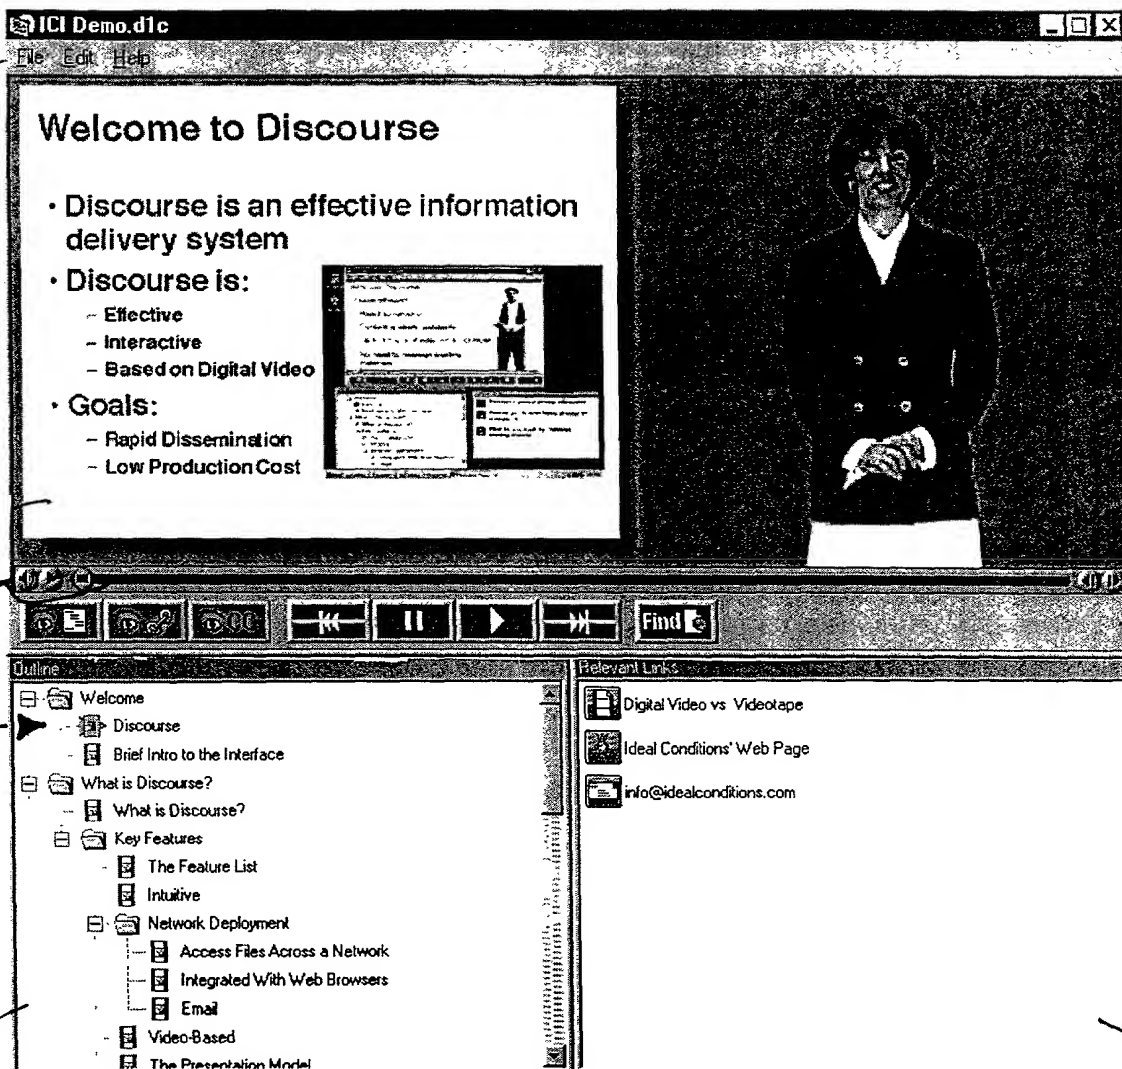 ICI Demo.d1c
File Edit Help
Welcome to Discourse
• Discourse is an effective information
delivery system
• Discourse is:
– Effective
– Interactive
– Based on Digital Video
• Goals:
– Rapid Dissemination
– Low Production Cost
Find
Outline
Welcome
Discourse
Brief Intro to the Interface
What is Discourse?
What is Discourse?
Key Features
The Feature List
Intuitive
Network Deployment
Access Files Across a Network
Integrated With Web Browsers
Email
Video-Based
The Presentation Model
Relevant Links
Digital Video vs Videotape
Ideal Conditions' Web Page
info@idealconditions.com